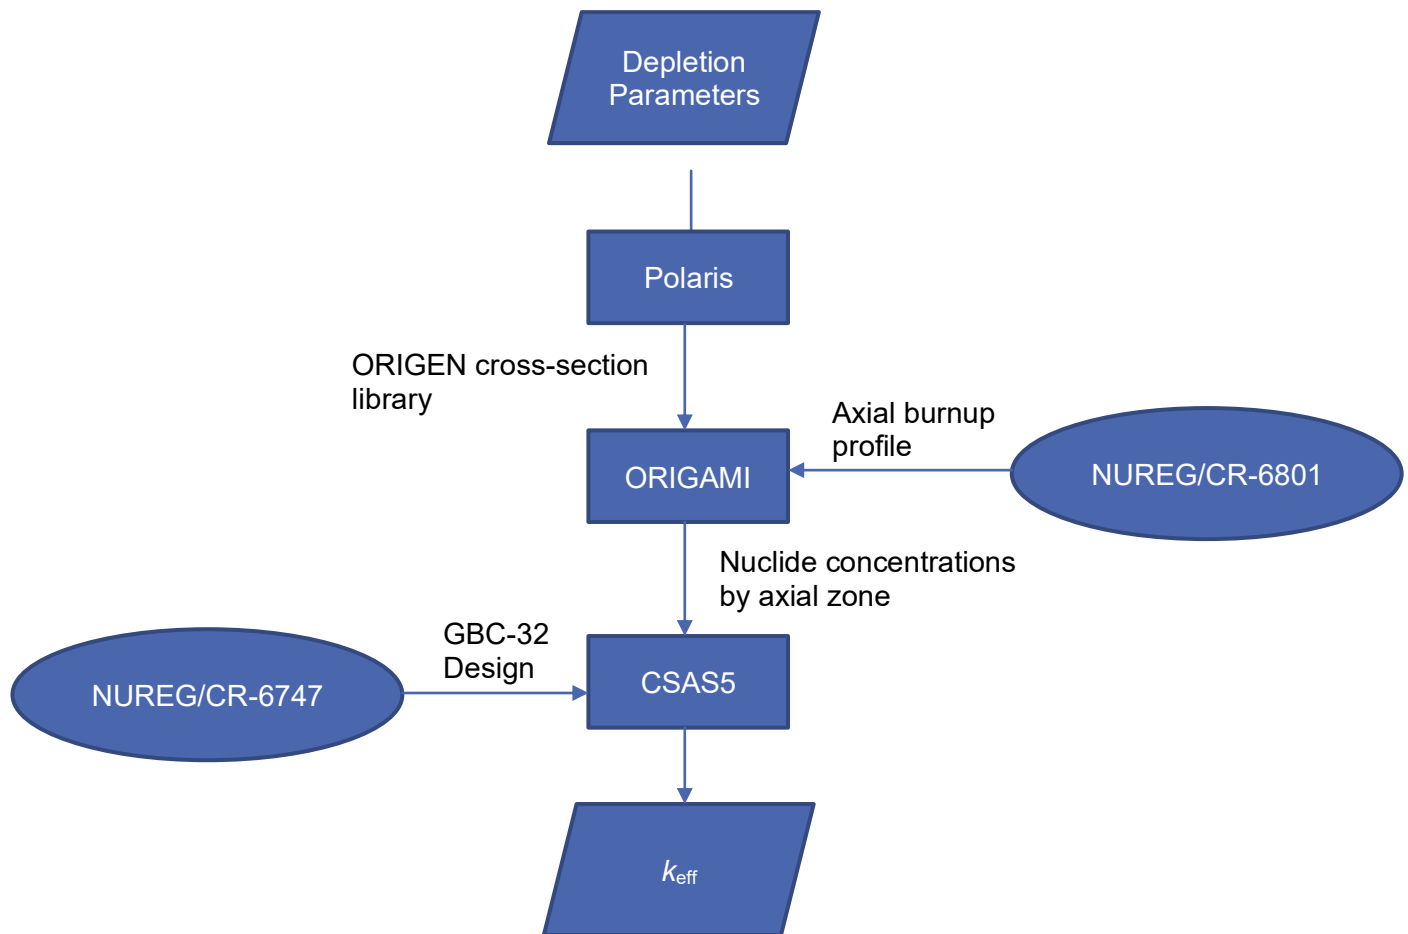 Depletion
Parameters
Polaris
ORIGEN cross-section
library
Axial burnup
profile
ORIGAMI
NUREG/CR-6801
Nuclide concentrations
by axial zone
GBC-32
Design
NUREG/CR-6747
CSAS5
keff